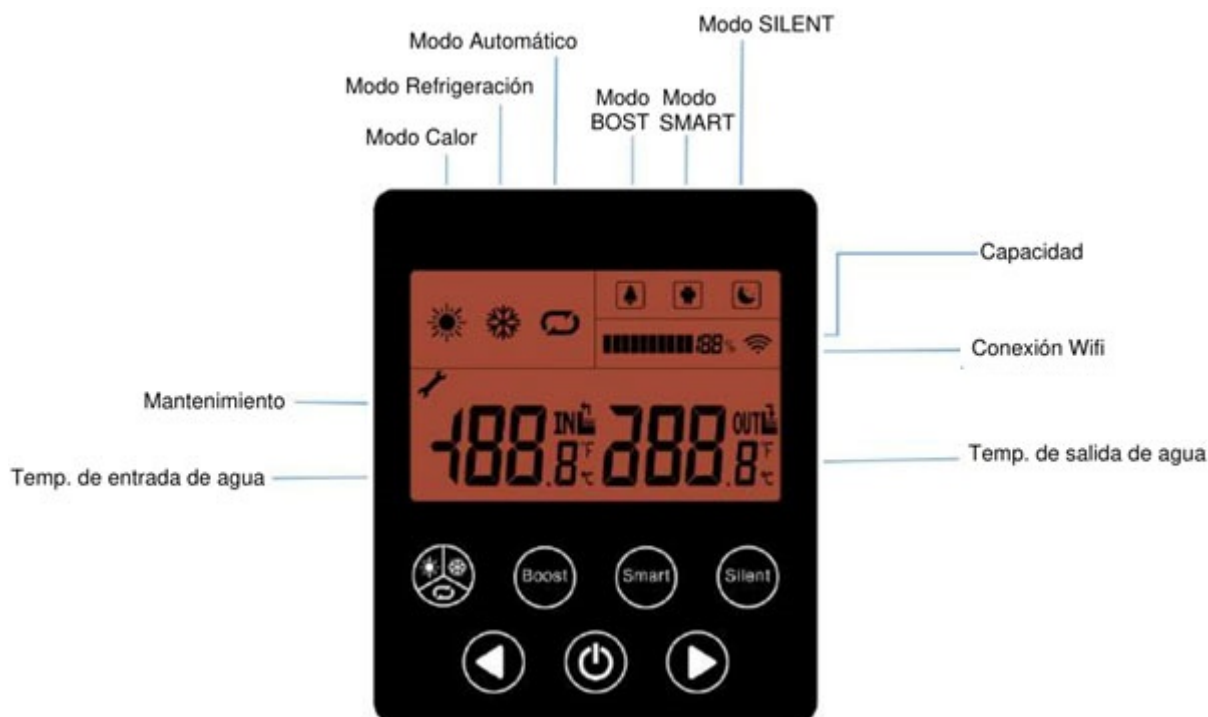 Modo SILENT
Modo Automático
Modo Refrigeración
Modo Modo
BOST SMART
Modo Calor
Capacidad
188%
Conexión Wifi
Mantenimiento
188.8 IN °F °C 288.8 OUT °F °C
Temp. de entrada de agua
Temp. de salida de agua
Boost Smart Silent